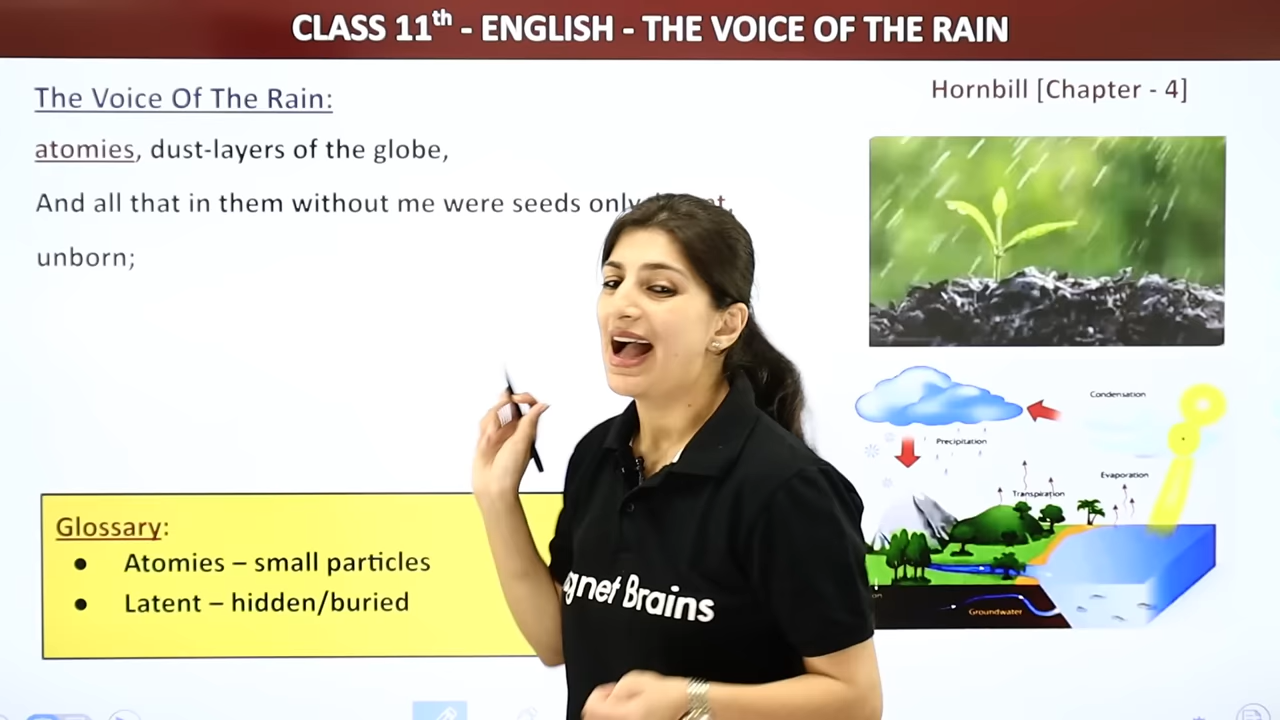 CLASS 11th - ENGLISH - THE VOICE OF THE RAIN
The Voice Of The Rain:
Hornbill [Chapter - 4]
atomies, dust-layers of the globe,
And all that in them without me were seeds only
unborn;
Condensation
Precipitation
Evaporation
Transpiration
Groundwater
Glossary:
● Atomies – small particles
● Latent – hidden/buried
gnet Brains